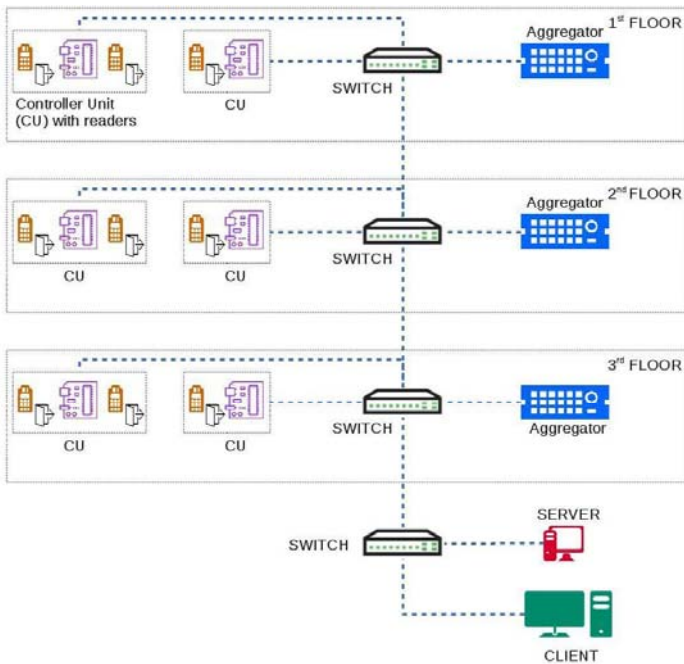 1st FLOOR
Aggregator
SWITCH
Controller Unit
(CU) with readers
CU
2nd FLOOR
Aggregator
SWITCH
CU
CU
3rd FLOOR
SWITCH
Aggregator
CU
CU
SERVER
SWITCH
CLIENT